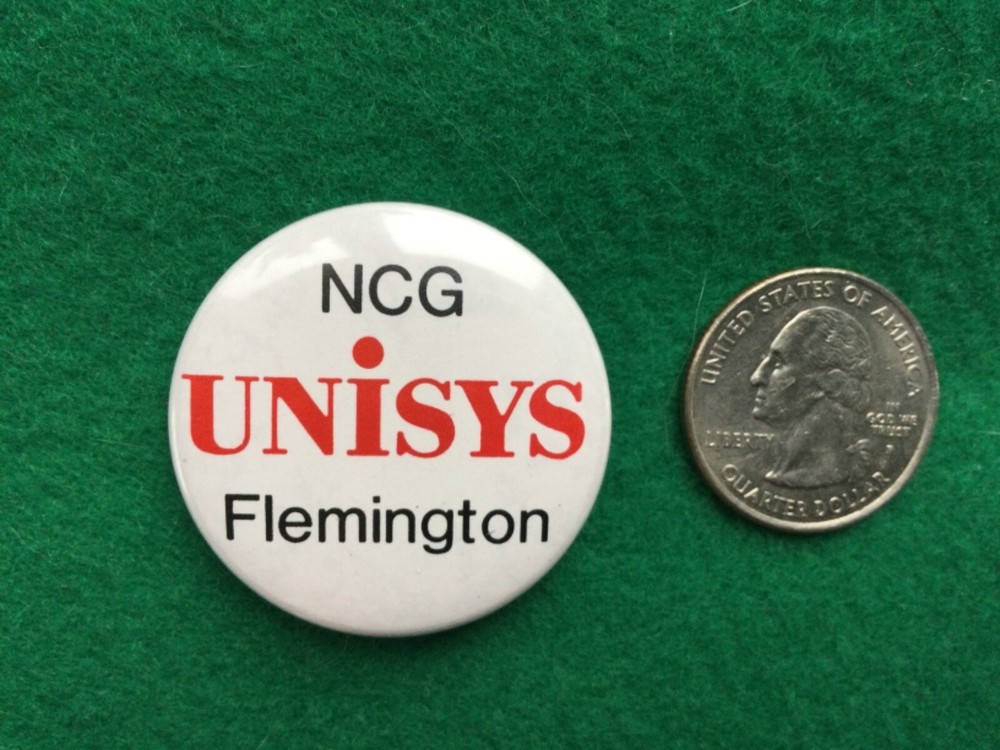 NCG
UNiSYS
Flemington
UNITED STATES OF AMERICA
LIBERTY
IN
GOD WE
TRUST
QUARTER DOLLAR